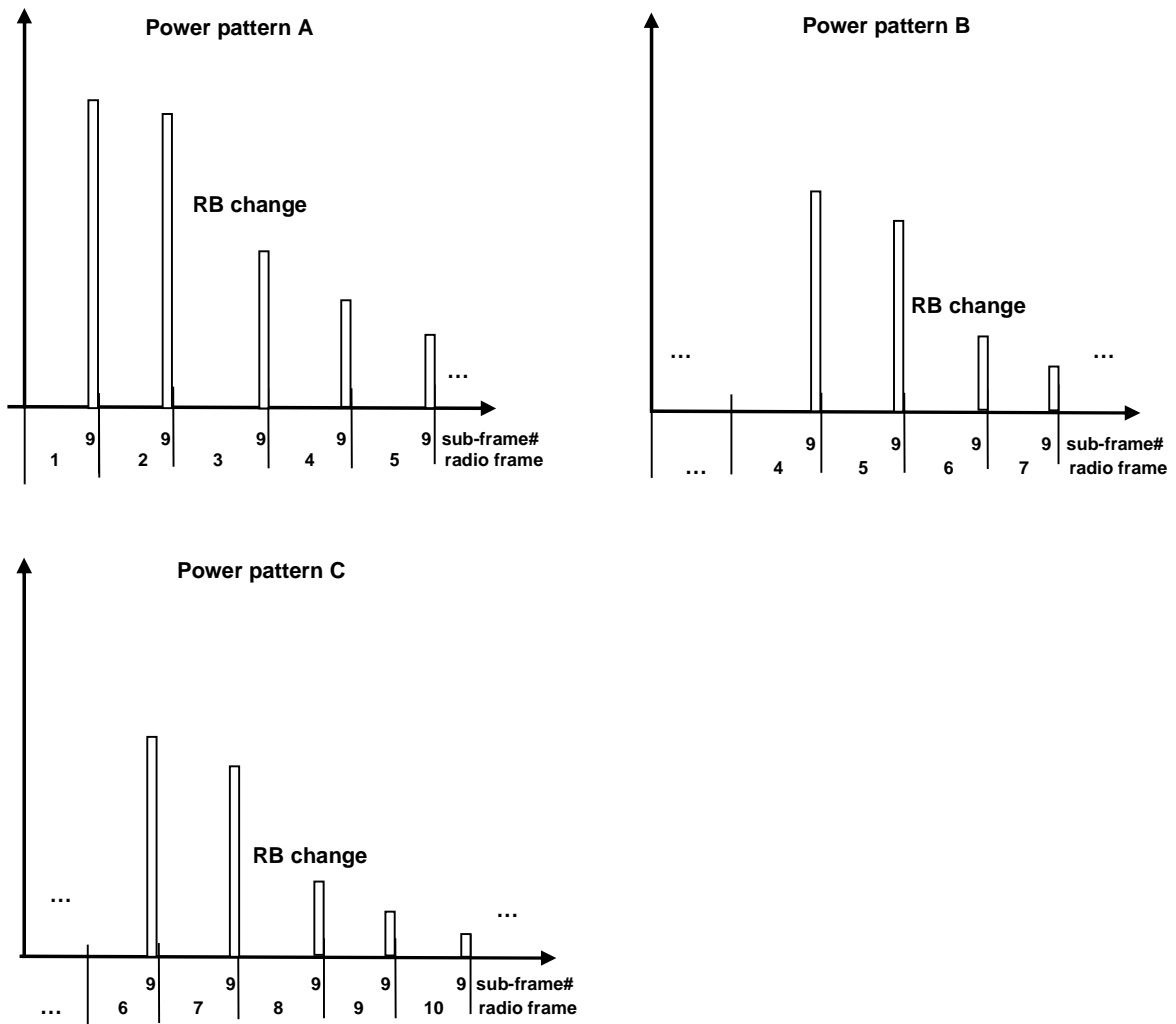 Power pattern A
RB change
...
9 9 9 9 9 sub-frame#
1 2 3 4 5 radio frame
Power pattern B
RB change
... ...
9 9 9 9 sub-frame#
... 4 5 6 7 radio frame
Power pattern C
RB change
... ...
9 9 9 9 9 sub-frame#
... 6 7 8 9 10 radio frame